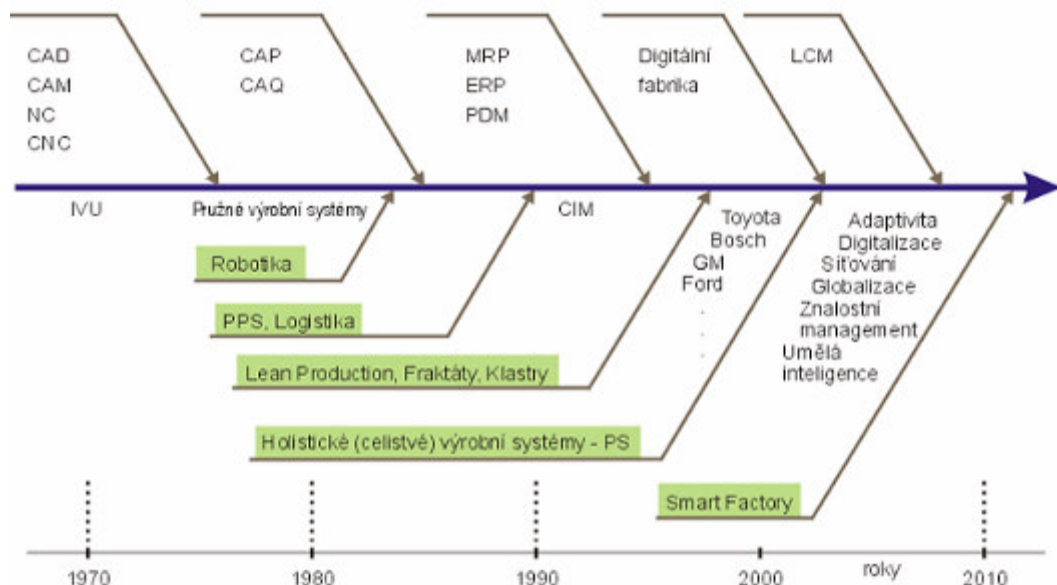 CAD
CAM
NC
CNC
CAP
CAQ
MRP
ERP
PDM
Digitální
fabrika
LCM
IVU
Pružné výrobní systémy
CIM
Toyota
Bosch
GM
Ford
.
.
.
Adaptivita
Digitalizace
Síťování
Globalizace
Znalostní
management
Umělá
inteligence
Robotika
PPS, Logistika
Lean Production, Fraktáty, Klastry
Holistické (celistvé) výrobní systémy - PS
Smart Factory
1970
1980
1990
2000
roky
2010